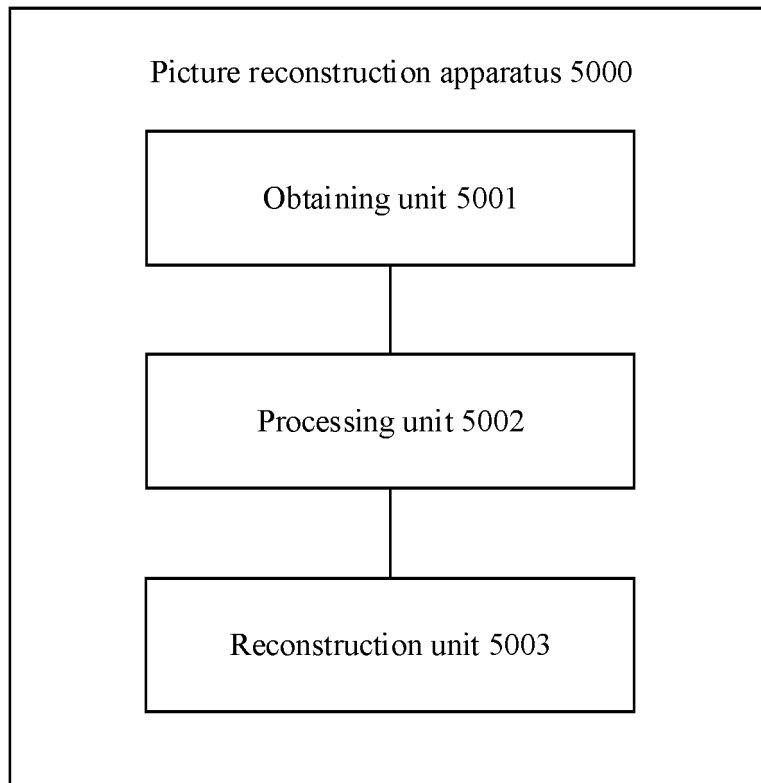 Picture reconstruction apparatus 5000
Obtaining unit 5001
Processing unit 5002
Reconstruction unit 5003